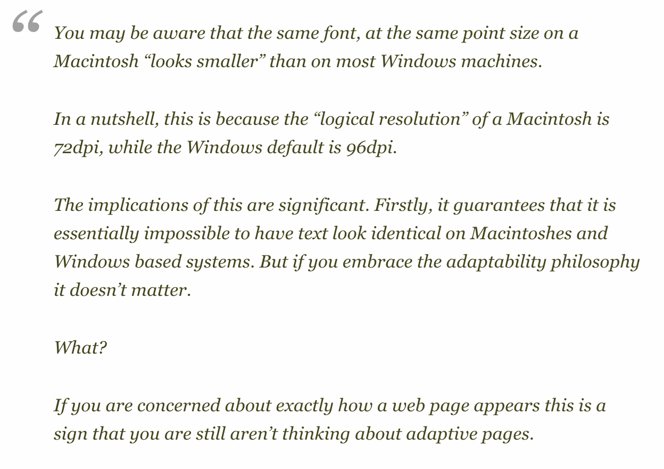 “
You may be aware that the same font, at the same point size on a
Macintosh “looks smaller” than on most Windows machines.
In a nutshell, this is because the “logical resolution” of a Macintosh is
72dpi, while the Windows default is 96dpi.
The implications of this are significant. Firstly, it guarantees that it is
essentially impossible to have text look identical on Macintoshes and
Windows based systems. But if you embrace the adaptability philosophy
it doesn’t matter.
What?
If you are concerned about exactly how a web page appears this is a
sign that you are still aren’t thinking about adaptive pages.